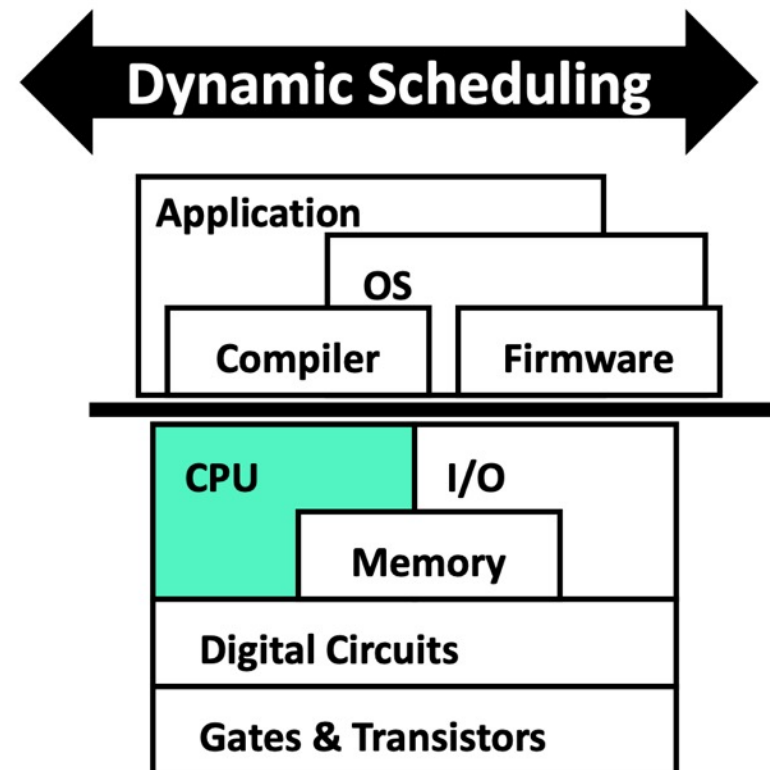 Dynamic Scheduling
Application
OS
Compiler
Firmware
CPU
I/O
Memory
Digital Circuits
Gates & Transistors